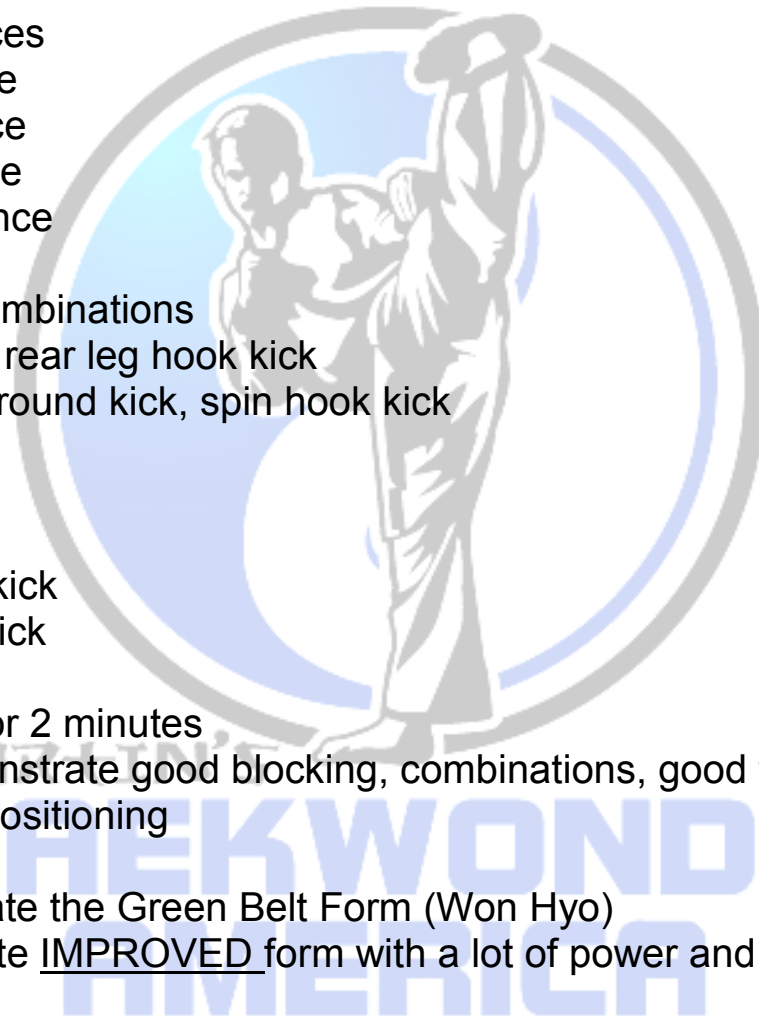 ces
e
ce
e
nce
mbinations
rear leg hook kick
round kick, spin hook kick
kick
ick
or 2 minutes
nstrate good blocking, combinations, good
ositioning
ate the Green Belt Form (Won Hyo)
te IMPROVED form with a lot of power and
AEKWOND
AMERICA